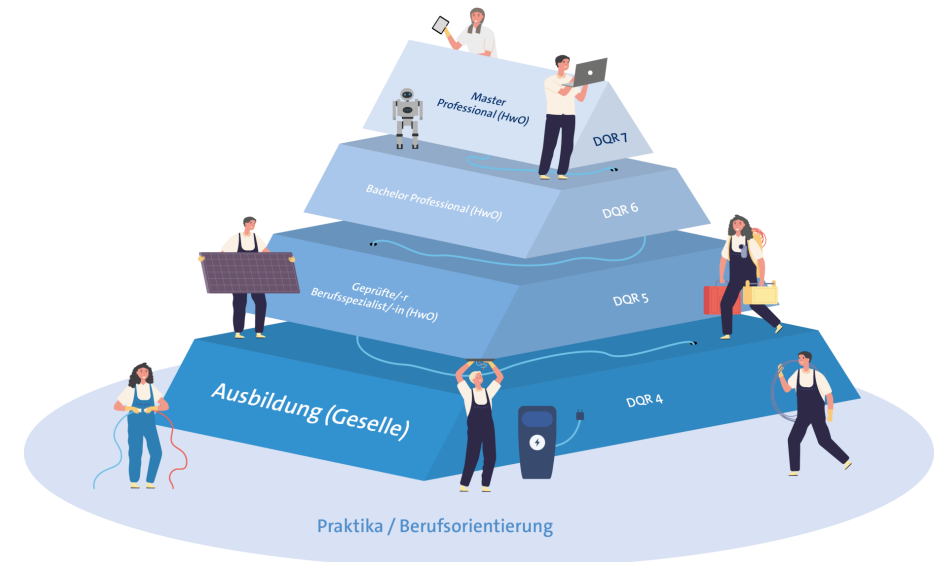 Master
Professional (HwO)
DQR 7
Bachelor Professional (HwO)
DQR 6
Geprüfte/-r
Berufsspezialist/-in (HwO)
DQR 5
Ausbildung (Geselle)
DQR 4
Praktika / Berufsorientierung